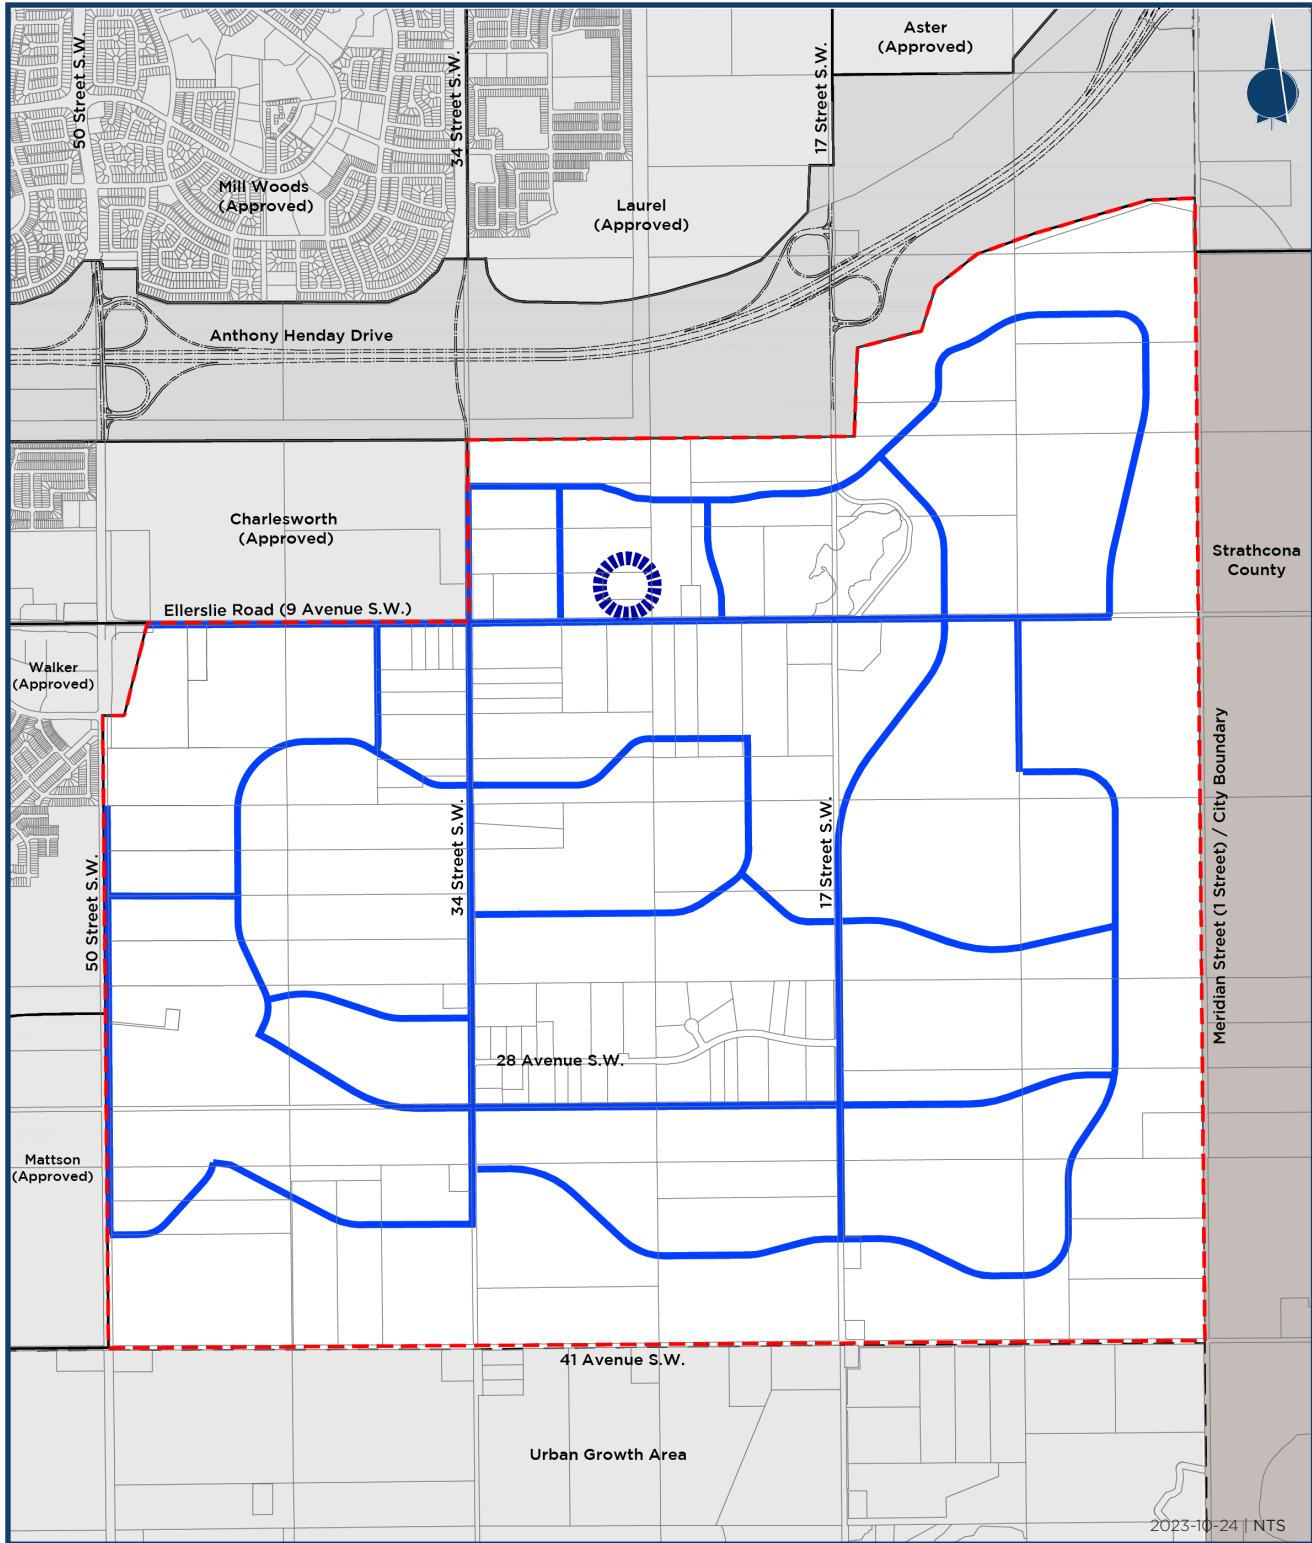 Aster
(Approved)
50 Street S.W.
34 Street S.W.
17 Street S.W.
Mill Woods
(Approved)
Laurel
(Approved)
Anthony Henday Drive
Charlesworth
(Approved)
Strathcona
County
Ellerslie Road (9 Avenue S.W.)
Walker
(Approved)
50 Street S.W.
34 Street S.W.
17 Street S.W.
Meridian Street (1 Street) / City Boundary
28 Avenue S.W.
Mattson
(Approved)
41 Avenue S.W.
Urban Growth Area
2023-10-24 | NTS